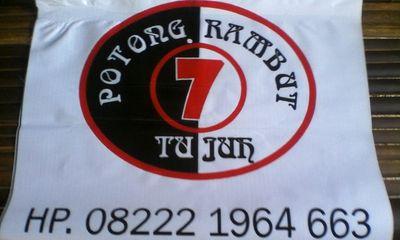 POTONG RAMBUT
7
TUJUH
HP. 08222 1964 663